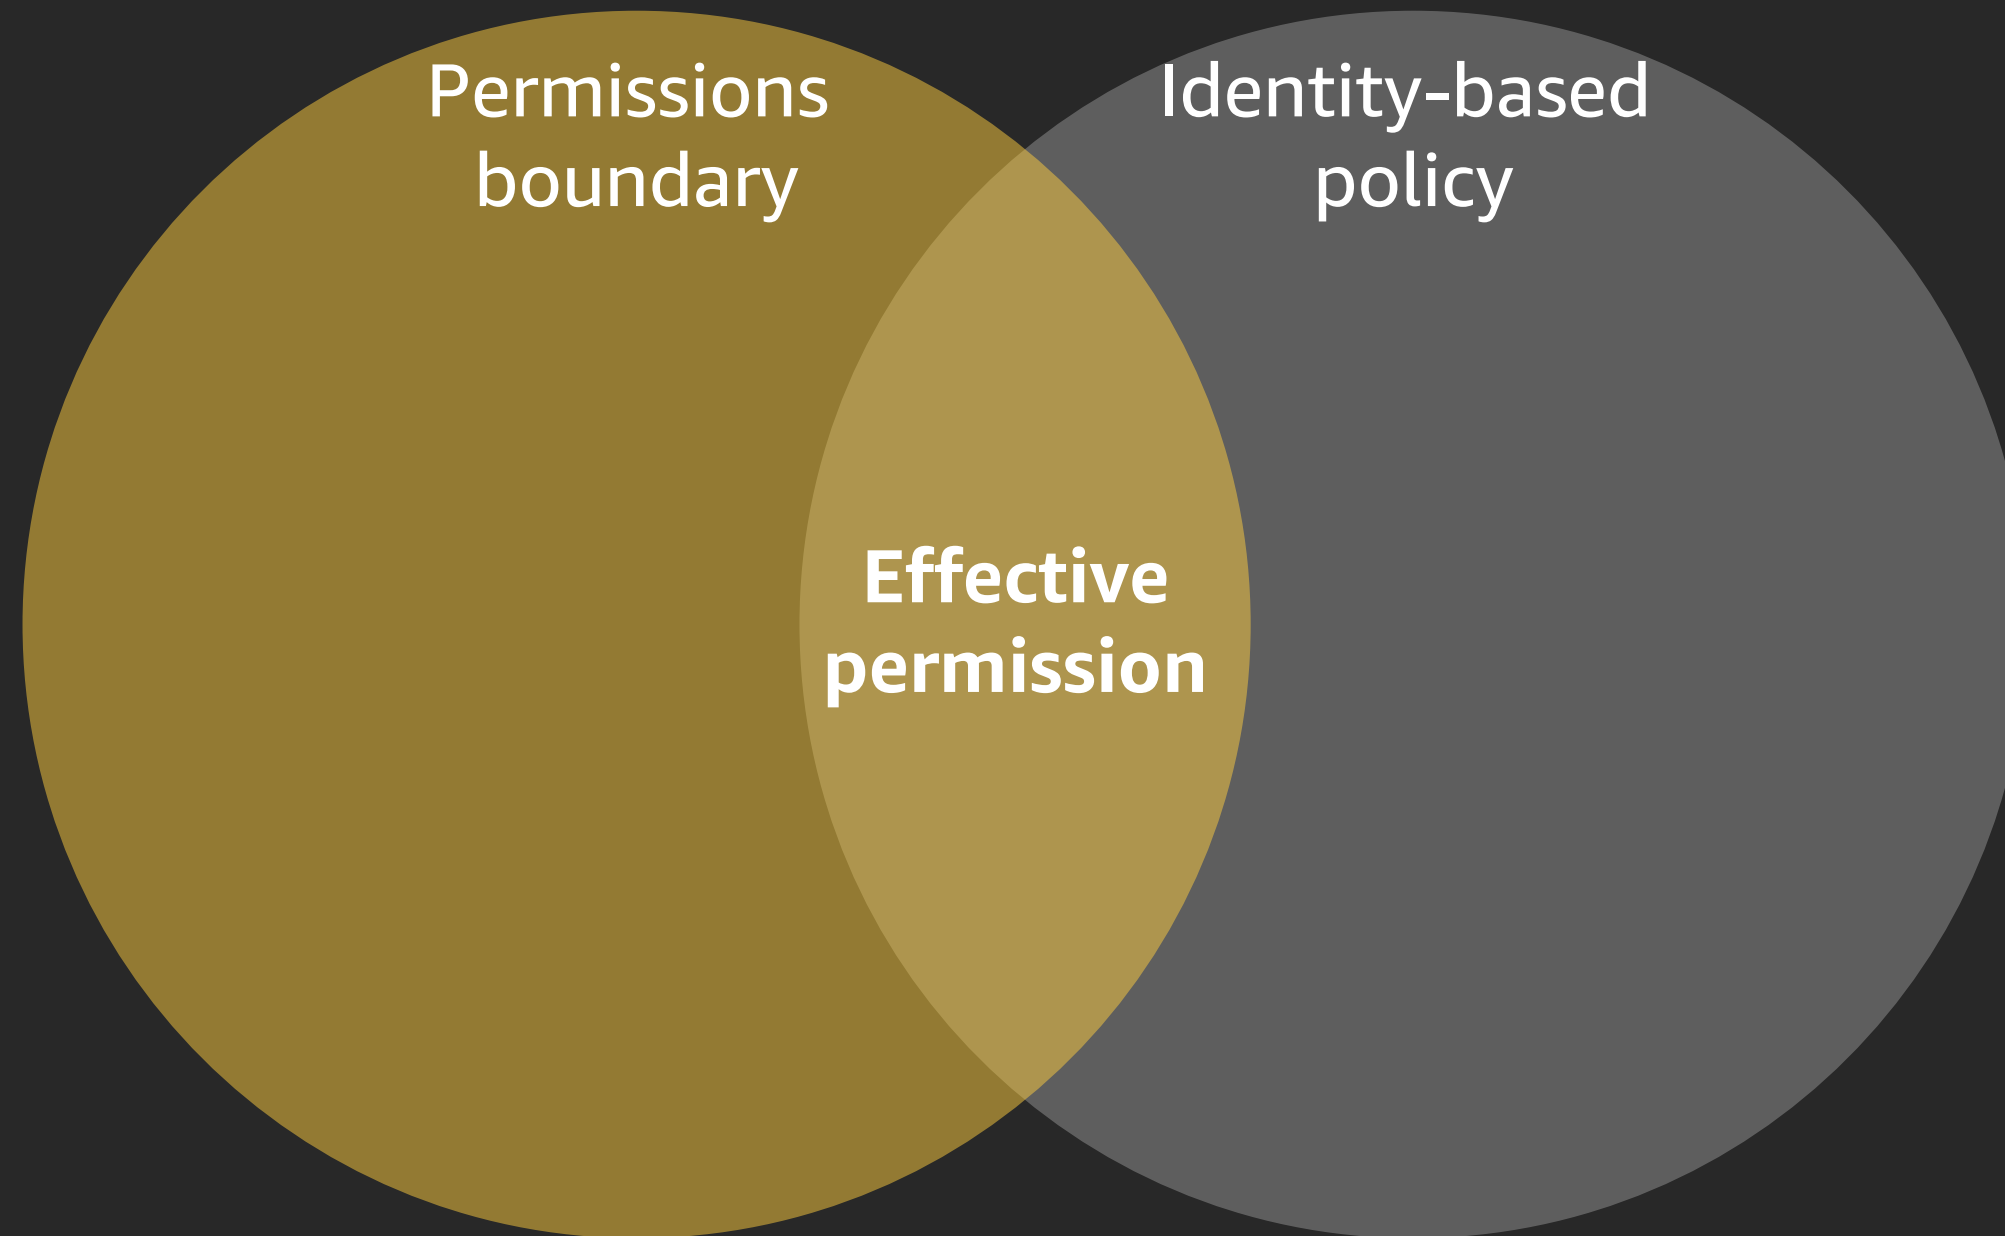 Permissions
boundary
Identity-based
policy
Effective
permission